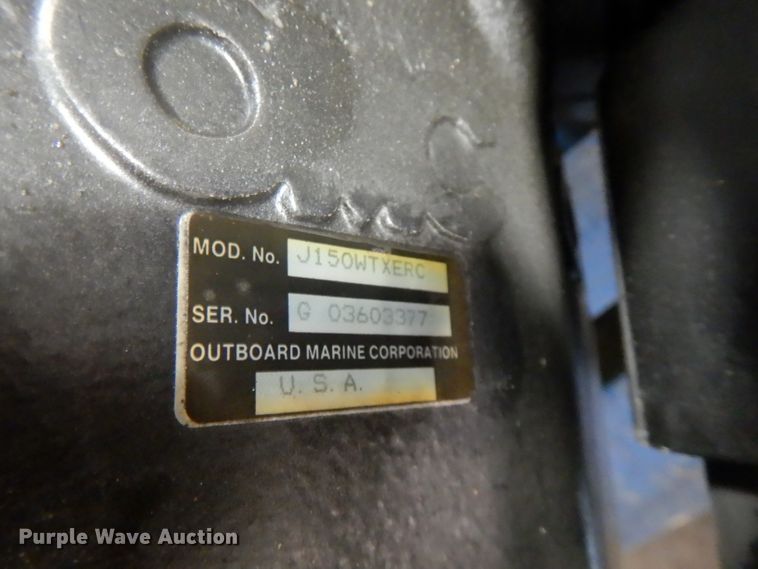 MOD. No. J150WTXERC
SER. No. G 03603377
OUTBOARD MARINE CORPORATION
U. S. A.
Purple Wave Auction